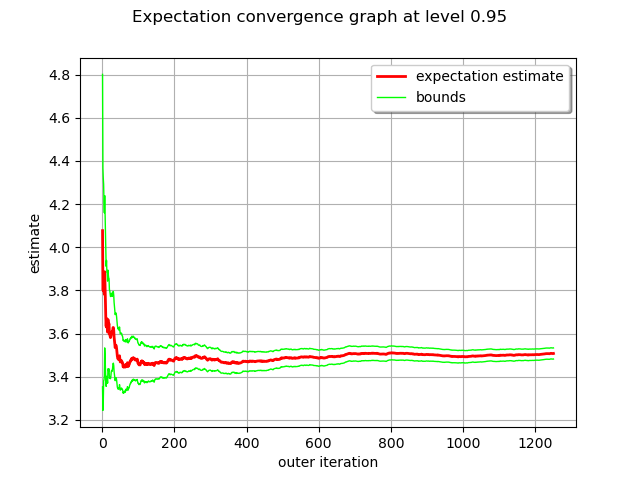 Expectation convergence graph at level 0.95
expectation estimate
bounds
4.8
4.6
4.4
4.2
4.0
3.8
3.6
3.4
3.2
estimate
0 200 400 600 800 1000 1200
outer iteration